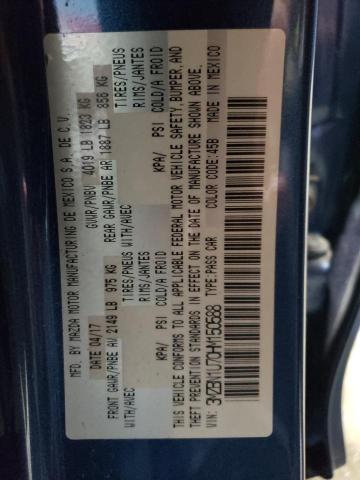 MFD. BY MAZDA MOTOR MANUFACTURING DE MEXICO S.A. DE C.V.
DATE 04/17 GVWR/PNBV 4019 LB 1823 KG
FRONT GAWR/PNBE AV 2149 LB 975 KG REAR GAWR/PNBE AR 1887 LB 856 KG
WITH/AVEC TIRES/PNEUS WITH/AVEC TIRES/PNEUS
RIMS/JANTES RIMS/JANTES
KPA/ PSI COLD/A FROID KPA/ PSI COLD/A FROID
THIS VEHICLE CONFORMS TO ALL APPLICABLE FEDERAL MOTOR VEHICLE SAFETY, BUMPER, AND
THEFT PREVENTION STANDARDS IN EFFECT ON THE DATE OF MANUFACTURE SHOWN ABOVE.
VIN: 3MZBN1U70HM150588 TYPE: PASS CAR COLOR CODE: 45B MADE IN MEXICO